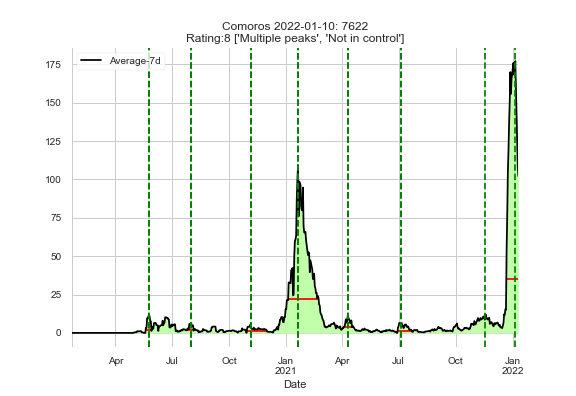 Comoros 2022-01-10: 7622
Rating:8 ['Multiple peaks', 'Not in control']
Average-7d
175
150
125
100
75
50
25
0
Apr Jul Oct Jan Apr Jul Oct Jan
2021 2022
Date